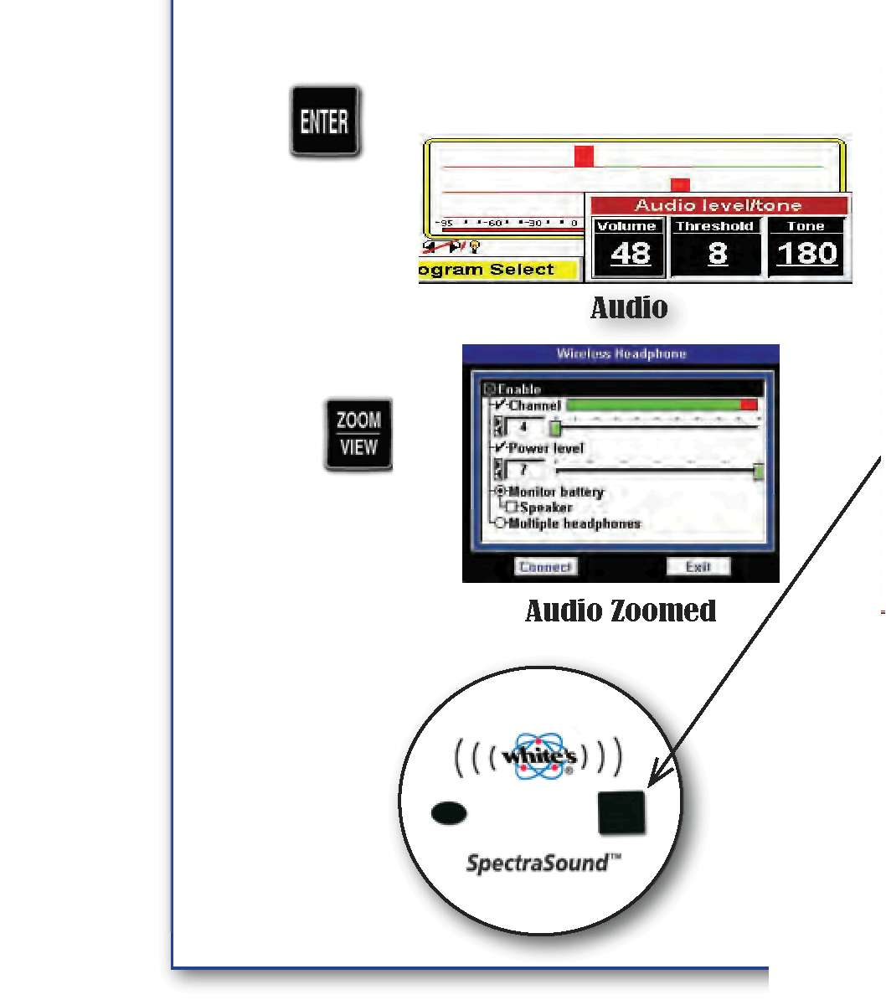 ENTER
Audio level/tone
-95 -60 -30 0
Volume Threshold Tone
48 8 180
ogram Select
Audio
Wireless Headphone
Enable
Channel
4
ZOOM
VIEW
Power level
7
Monitor battery
Speaker
Multiple headphones
Connect Exit
Audio Zoomed
((( white's ® )))
SpectraSound™